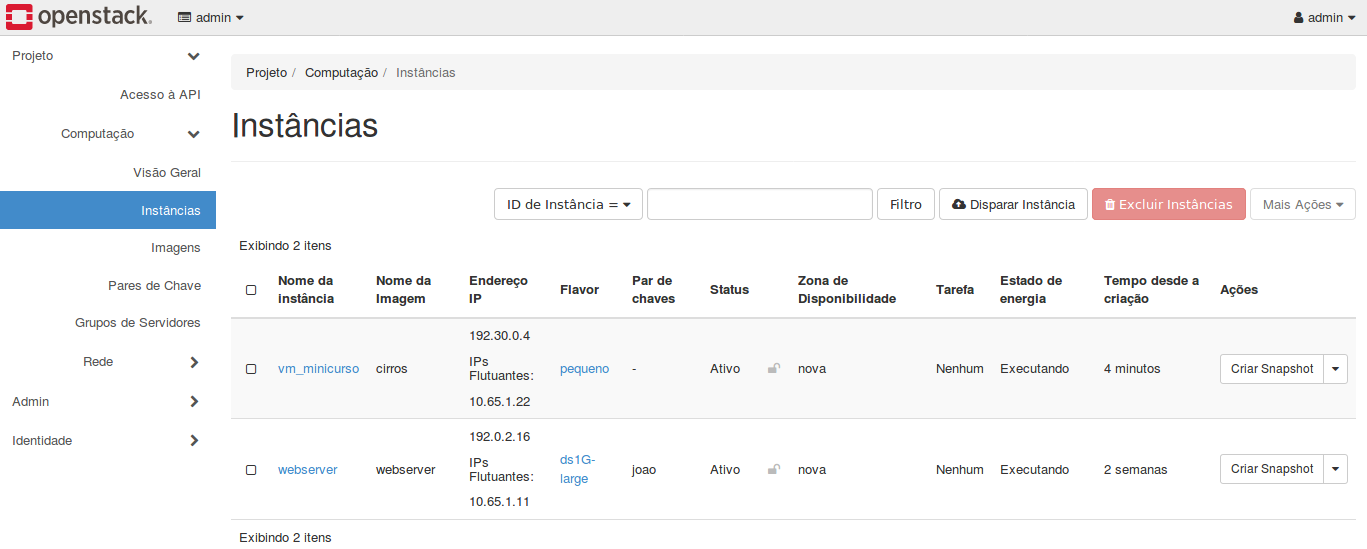 openstack.
admin
admin
Projeto
Acesso à API
Computação
Visão Geral
Instâncias
Imagens
Pares de Chave
Grupos de Servidores
Rede
Admin
Identidade
Projeto / Computação / Instâncias
Instâncias
ID de Instância = Filtro Disparar Instância Excluir Instâncias Mais Ações
Exibindo 2 itens
Nome da instância
Nome da Imagem
Endereço IP
Flavor
Par de chaves
Status
Zona de Disponibilidade
Tarefa
Estado de energia
Tempo desde a criação
Ações
vm_minicurso
cirros
192.30.0.4
IPs
Flutuantes:
10.65.1.22
pequeno
-
Ativo
nova
Nenhum
Executando
4 minutos
Criar Snapshot
webserver
webserver
192.0.2.16
IPs
Flutuantes:
10.65.1.11
ds1G-
large
joao
Ativo
nova
Nenhum
Executando
2 semanas
Criar Snapshot
Exibindo 2 itens